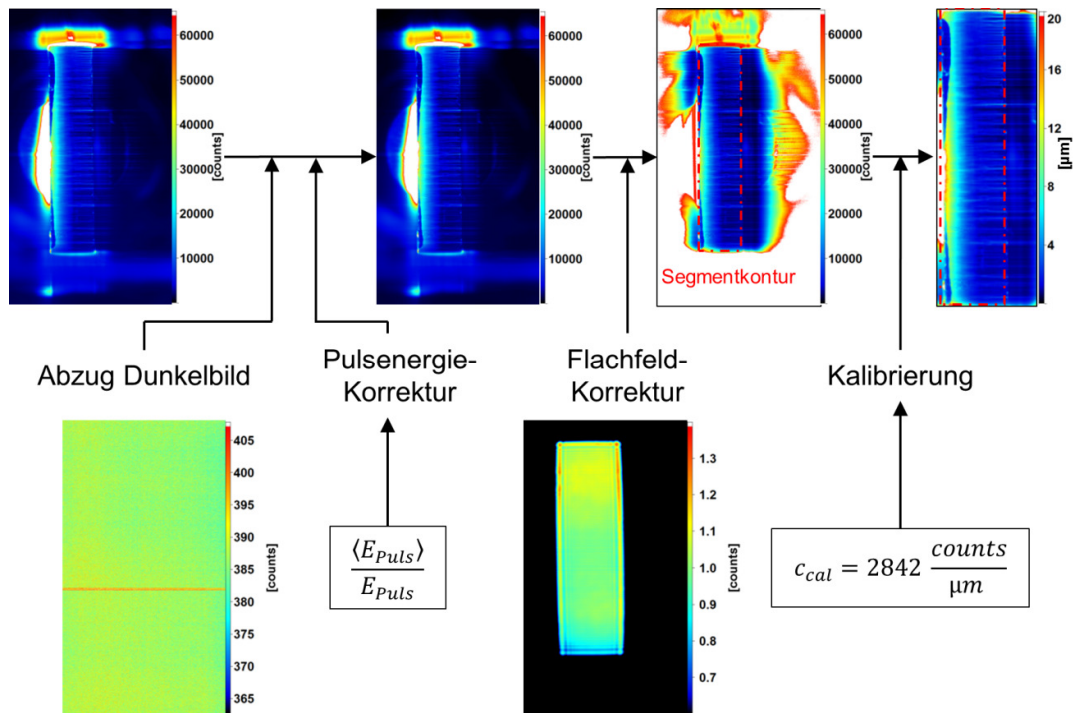 60000
50000
40000
30000
20000
10000
[counts]
60000
50000
40000
30000
20000
10000
[counts]
60000
50000
40000
30000
20000
10000
[counts]
Segmentkontur
20
16
12
8
4
[µm]
Abzug Dunkelbild
Pulsenergie-
Korrektur
Flachfeld-
Korrektur
Kalibrierung
405
400
395
390
385
380
375
370
365
[counts]
⟨E_Puls⟩
E_Puls
1.3
1.2
1.1
1.0
0.9
0.8
0.7
[counts]
c_cal = 2842 counts/µm